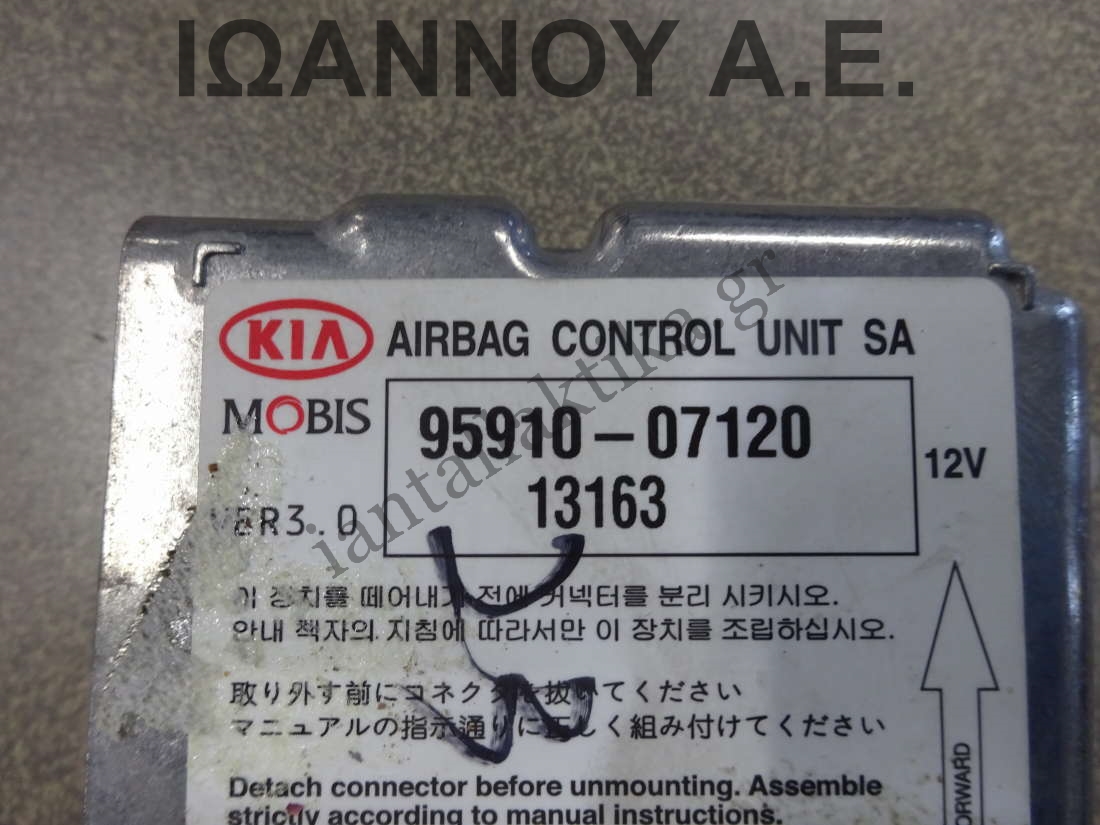 ΙΩΑΝΝΟΥ Α.Ε.
KIA AIRBAG CONTROL UNIT SA
MOBIS
95910-07120
13163
12V
VER3.0
iantallaktika.gr
이 장치를 떼어내기 전에 커넥터를 분리 시키시오.
안내 책자의 지침에 따라서만 이 장치를 조립하십시오.
取り外す前にコネクタを抜いてください
マニュアルの指示通りに正しく組み付けてください
FORWARD
Detach connector before unmounting. Assemble
strictly according to manual instructions.